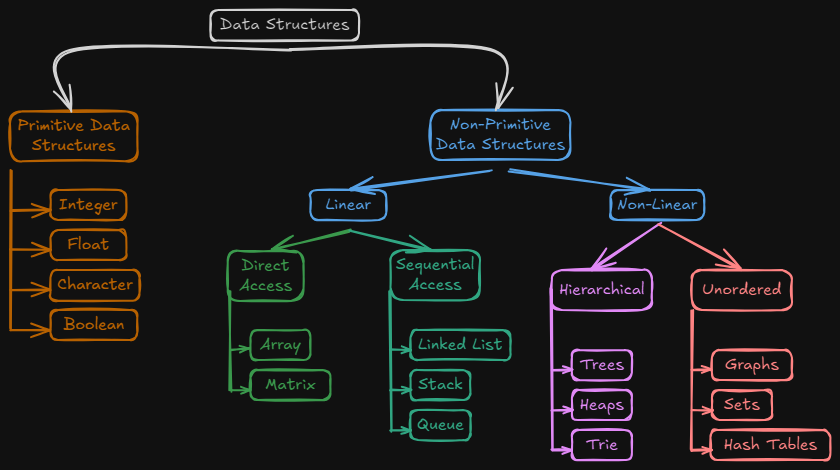 Data Structures
Primitive Data
Structures
Non-Primitive
Data Structures
Integer
Float
Character
Boolean
Linear
Non-Linear
Direct
Access
Sequential
Access
Hierarchical
Unordered
Array
Matrix
Linked List
Stack
Queue
Trees
Heaps
Trie
Graphs
Sets
Hash Tables